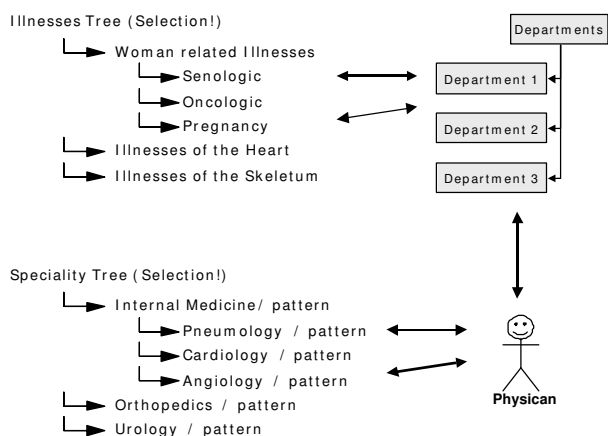 Illnesses Tree (Selection!)
Woman related Illnesses
Senologic
Oncologic
Pregnancy
Illnesses of the Heart
Illnesses of the Skeletum
Departments
Department 1
Department 2
Department 3
Speciality Tree (Selection!)
Internal Medicine/ pattern
Pneumology / pattern
Cardiology / pattern
Angiology / pattern
Orthopedics / pattern
Urology / pattern
Physican